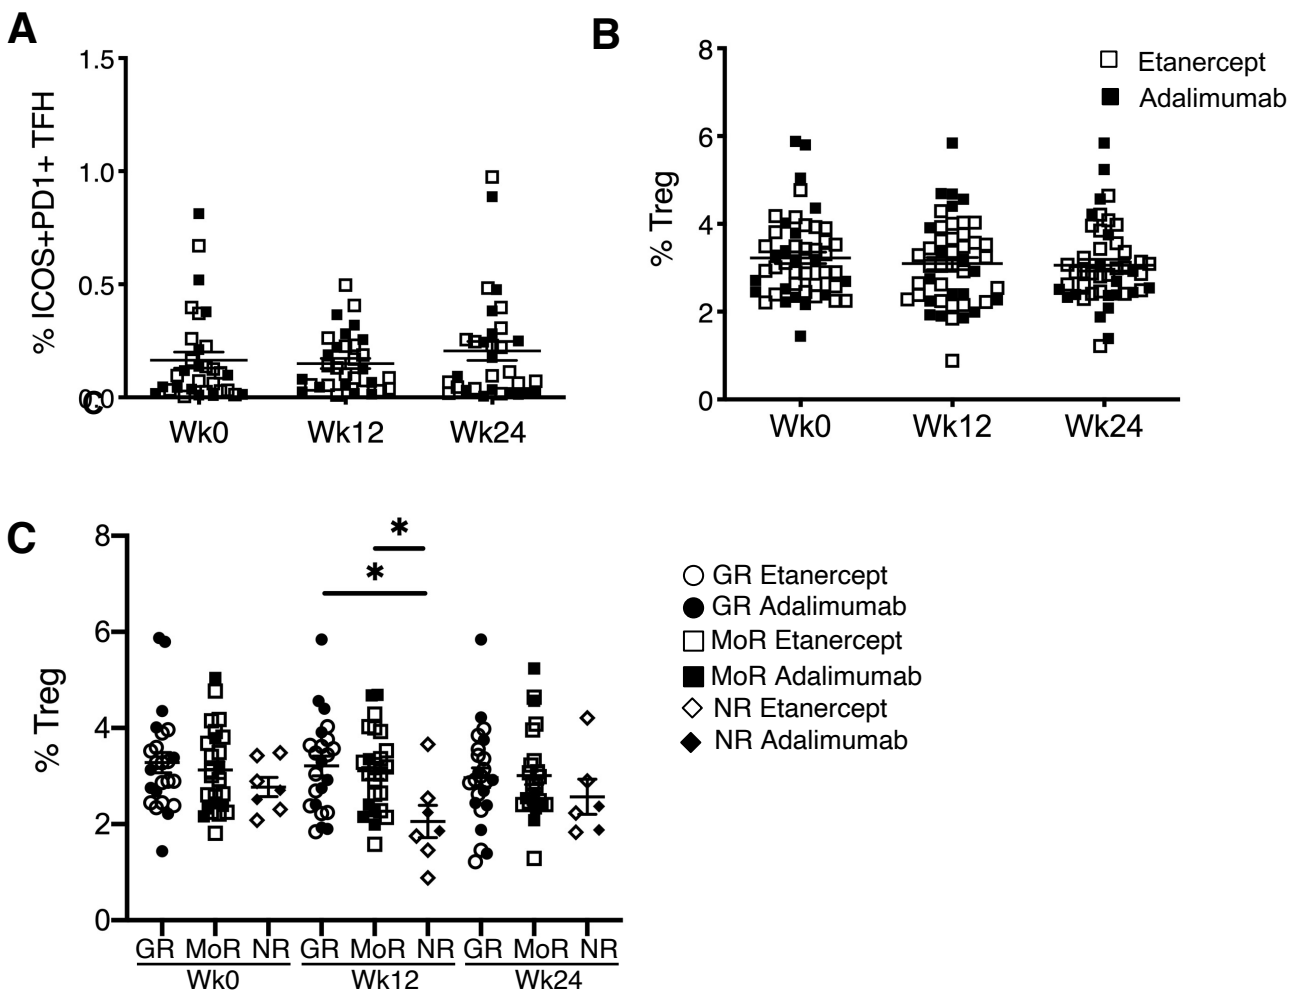 A
% ICOS+PD1+ TFH
1.5
1.0
0.5
0.0
C
Wk0 Wk12 Wk24
B
% Treg
8
6
4
2
0
Wk0 Wk12 Wk24
Etanercept
Adalimumab
C
% Treg
8
6
4
2
0
*
*
GR MoR NR GR MoR NR GR MoR NR
Wk0 Wk12 Wk24
GR Etanercept
GR Adalimumab
MoR Etanercept
MoR Adalimumab
NR Etanercept
NR Adalimumab